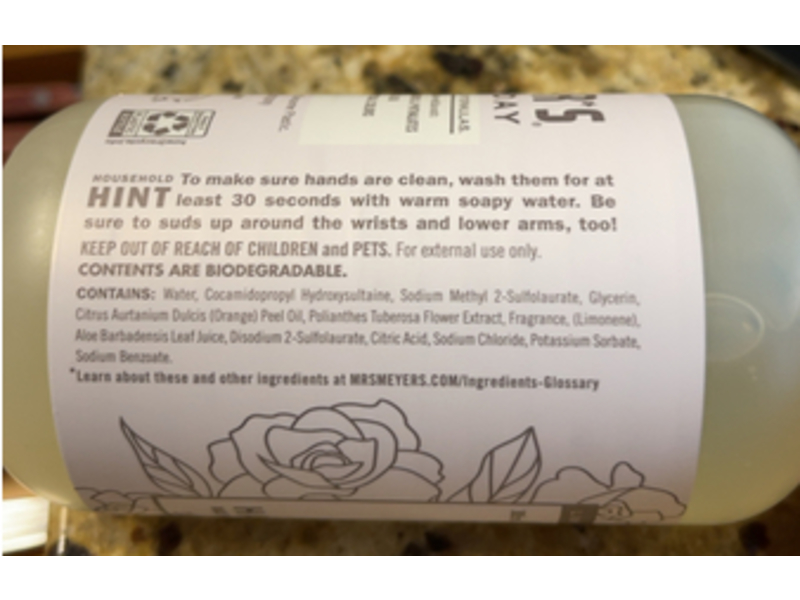 HOUSEHOLD To make sure hands are clean, wash them for at
HINT least 30 seconds with warm soapy water. Be
sure to suds up around the wrists and lower arms, too!
KEEP OUT OF REACH OF CHILDREN and PETS. For external use only.
CONTENTS ARE BIODEGRADABLE.
CONTAINS: Water, Cocamidopropyl Hydroxysultaine, Sodium Methyl 2-Sulfolaurate, Glycerin,
Citrus Aurantium Dulcis (Orange) Peel Oil, Polianthes Tuberosa Flower Extract, Fragrance, (Limonene),
Aloe Barbadensis Leaf Juice, Disodium 2-Sulfolaurate, Citric Acid, Sodium Chloride, Potassium Sorbate,
Sodium Benzoate.
*Learn about these and other ingredients at MRSMEYERS.COM/Ingredients-Glossary